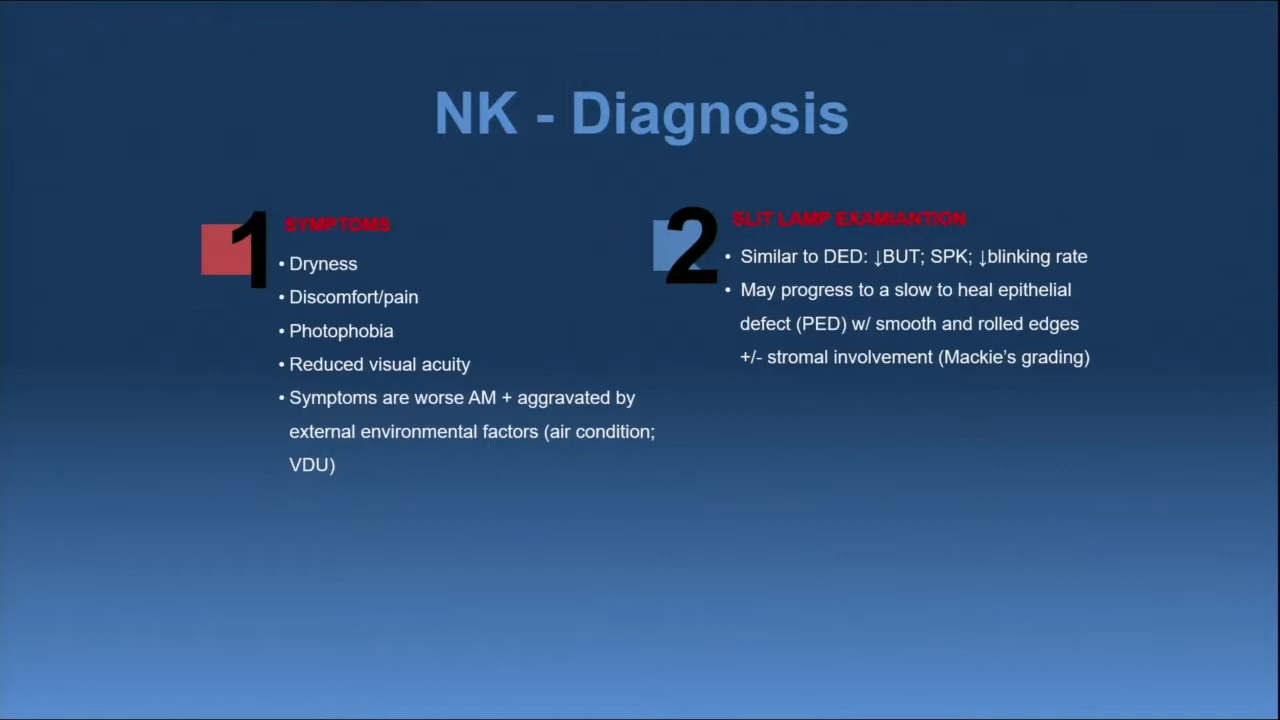 NK - Diagnosis
1
SYMPTOMS
• Dryness
• Discomfort/pain
• Photophobia
• Reduced visual acuity
• Symptoms are worse AM + aggravated by
external environmental factors (air condition;
VDU)
2
SLIT LAMP EXAMIANTION
• Similar to DED: ↓BUT; SPK; ↓blinking rate
• May progress to a slow to heal epithelial
defect (PED) w/ smooth and rolled edges
+/- stromal involvement (Mackie’s grading)